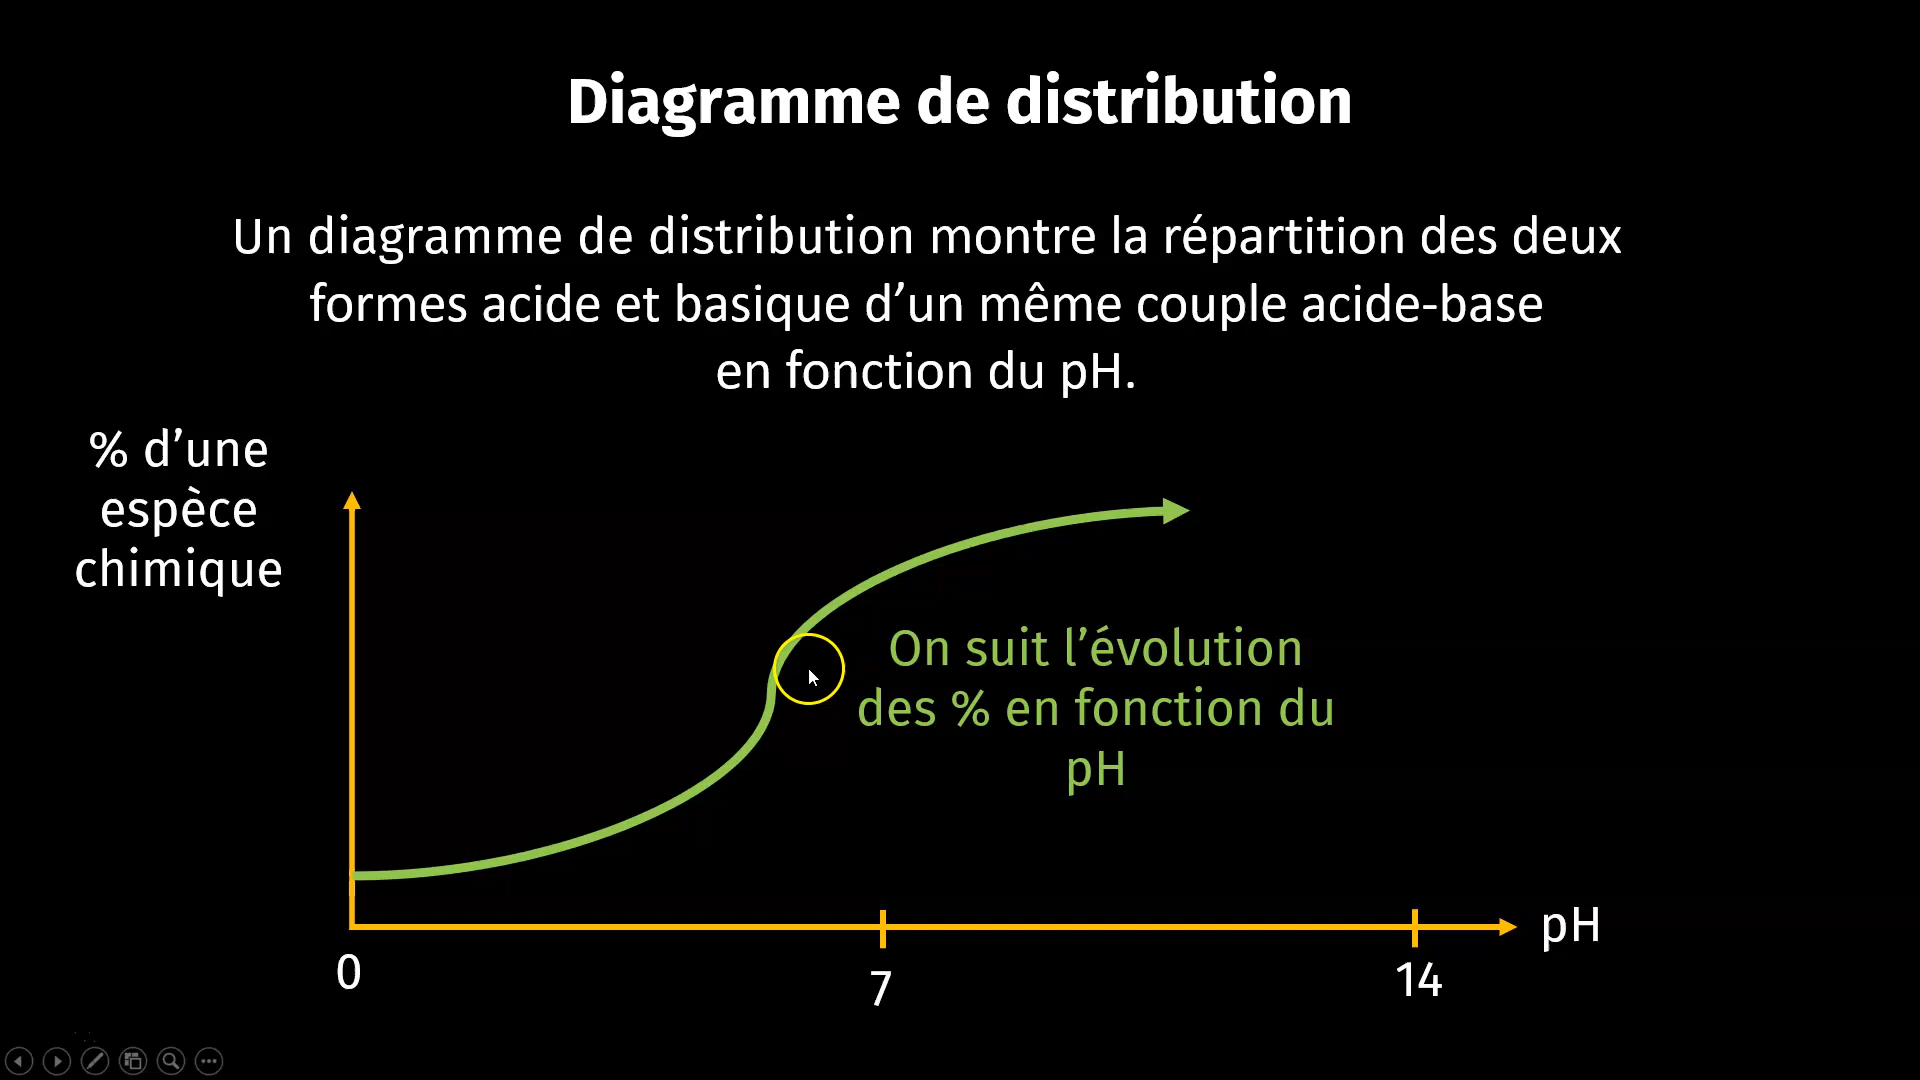 Diagramme de distribution
Un diagramme de distribution montre la répartition des deux
formes acide et basique d’un même couple acide-base
en fonction du pH.
% d’une
espèce
chimique
On suit l’évolution
des % en fonction du
pH
pH
0
7
14